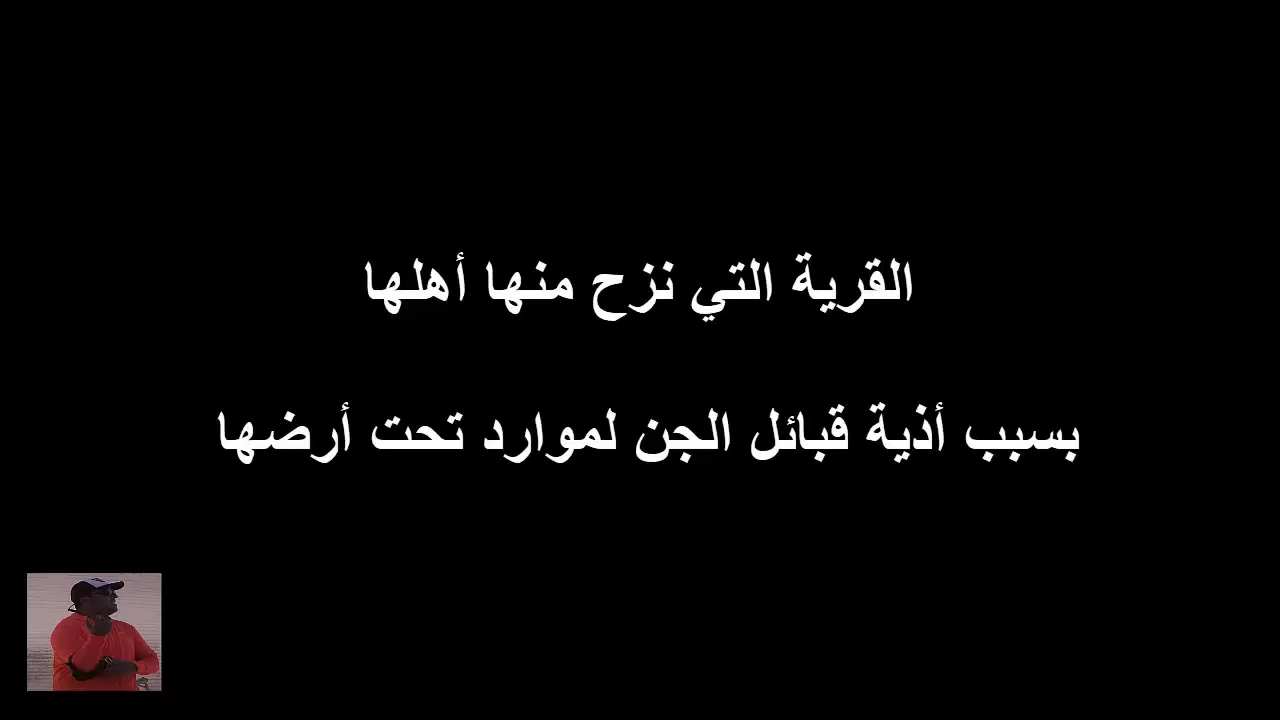 القرية التي نزح منها أهلها
بسبب أذية قبائل الجن لموارد تحت أرضها